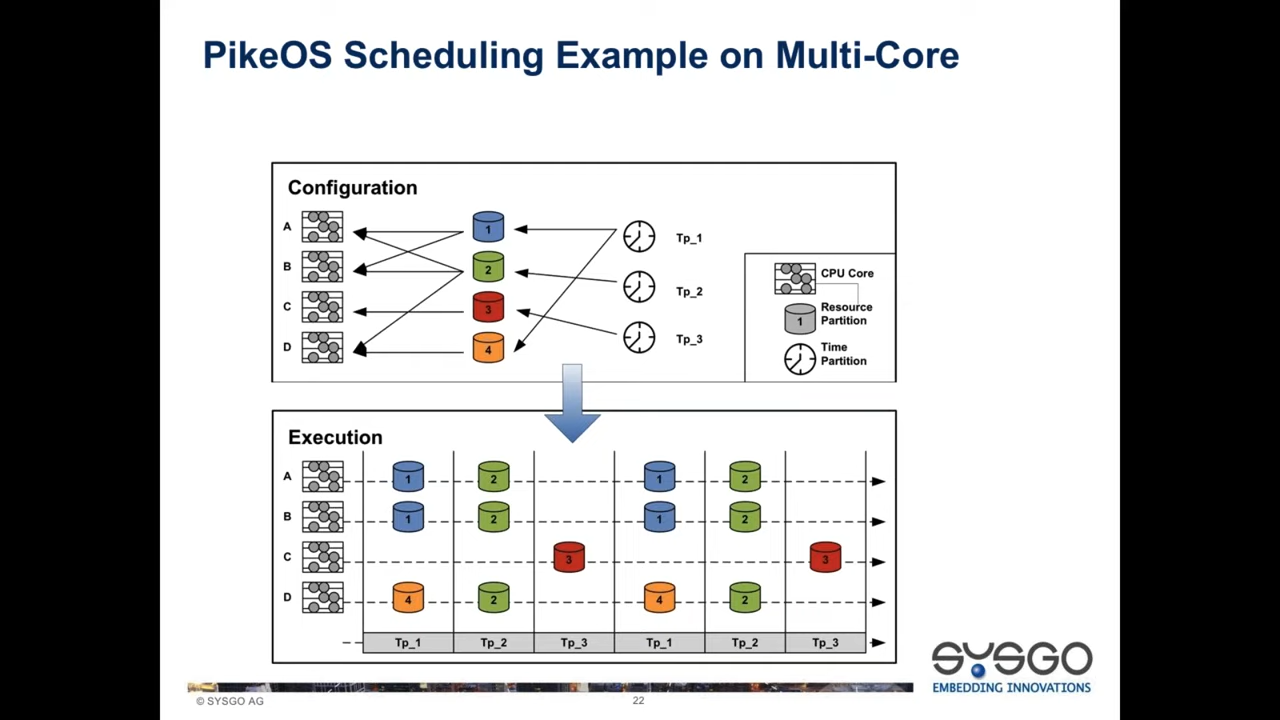 PikeOS Scheduling Example on Multi-Core
Configuration
A
1
Tp_1
B
2
Tp_2
C
3
Tp_3
D
4
CPU Core
1
Resource
Partition
Time
Partition
Execution
A 1 2 1 2
B 1 2 1 2
C 3 3
D 4 2 4 2
Tp_1 Tp_2 Tp_3 Tp_1 Tp_2 Tp_3
SYSGO
EMBEDDING INNOVATIONS
© SYSGO AG
22